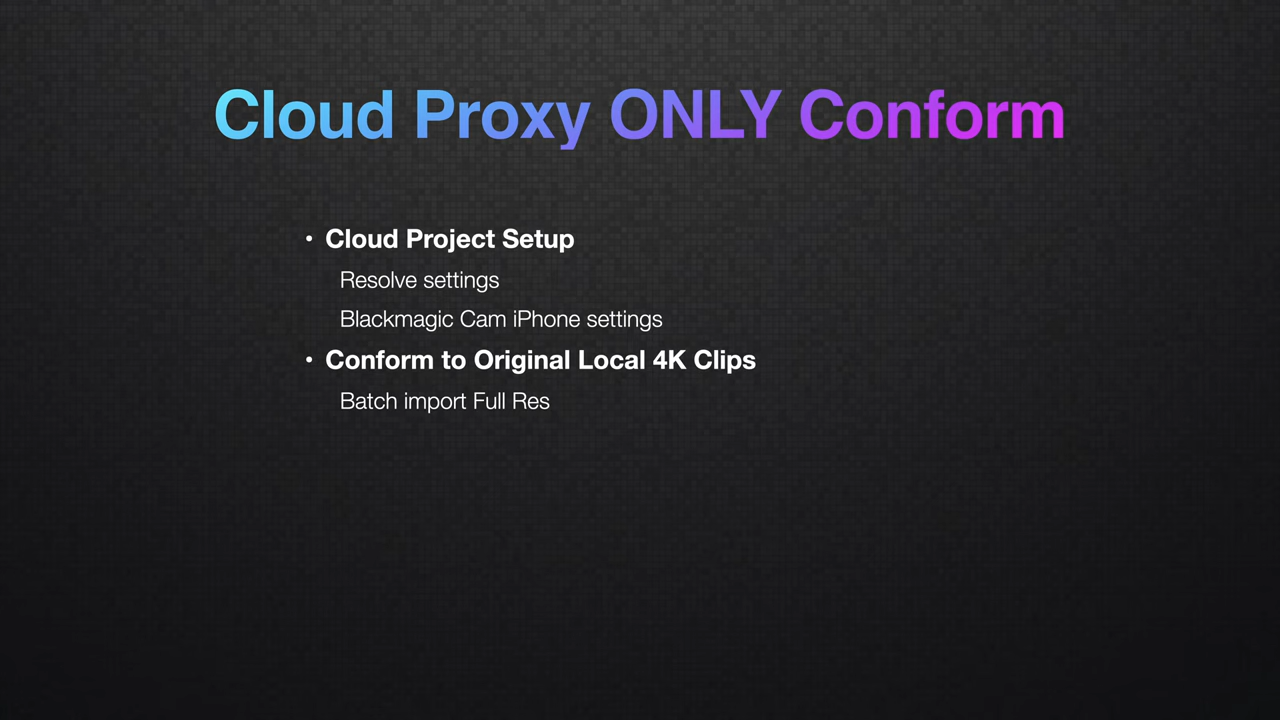 Cloud Proxy ONLY Conform
• Cloud Project Setup
Resolve settings
Blackmagic Cam iPhone settings
• Conform to Original Local 4K Clips
Batch import Full Res